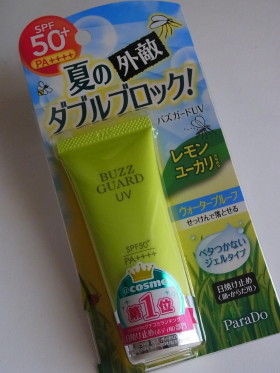 SPF
50+
PA++++
夏の外敵
ダブルブロック!
バズガードUV
レモン
ユーカリ
ウォータープルーフ
せっけんで落とせる
ベタつかない
ジェルタイプ
日焼け止め
ParaDo
BUZZ
GUARD
UV
SPF50+
PA++++
@cosme
第1位